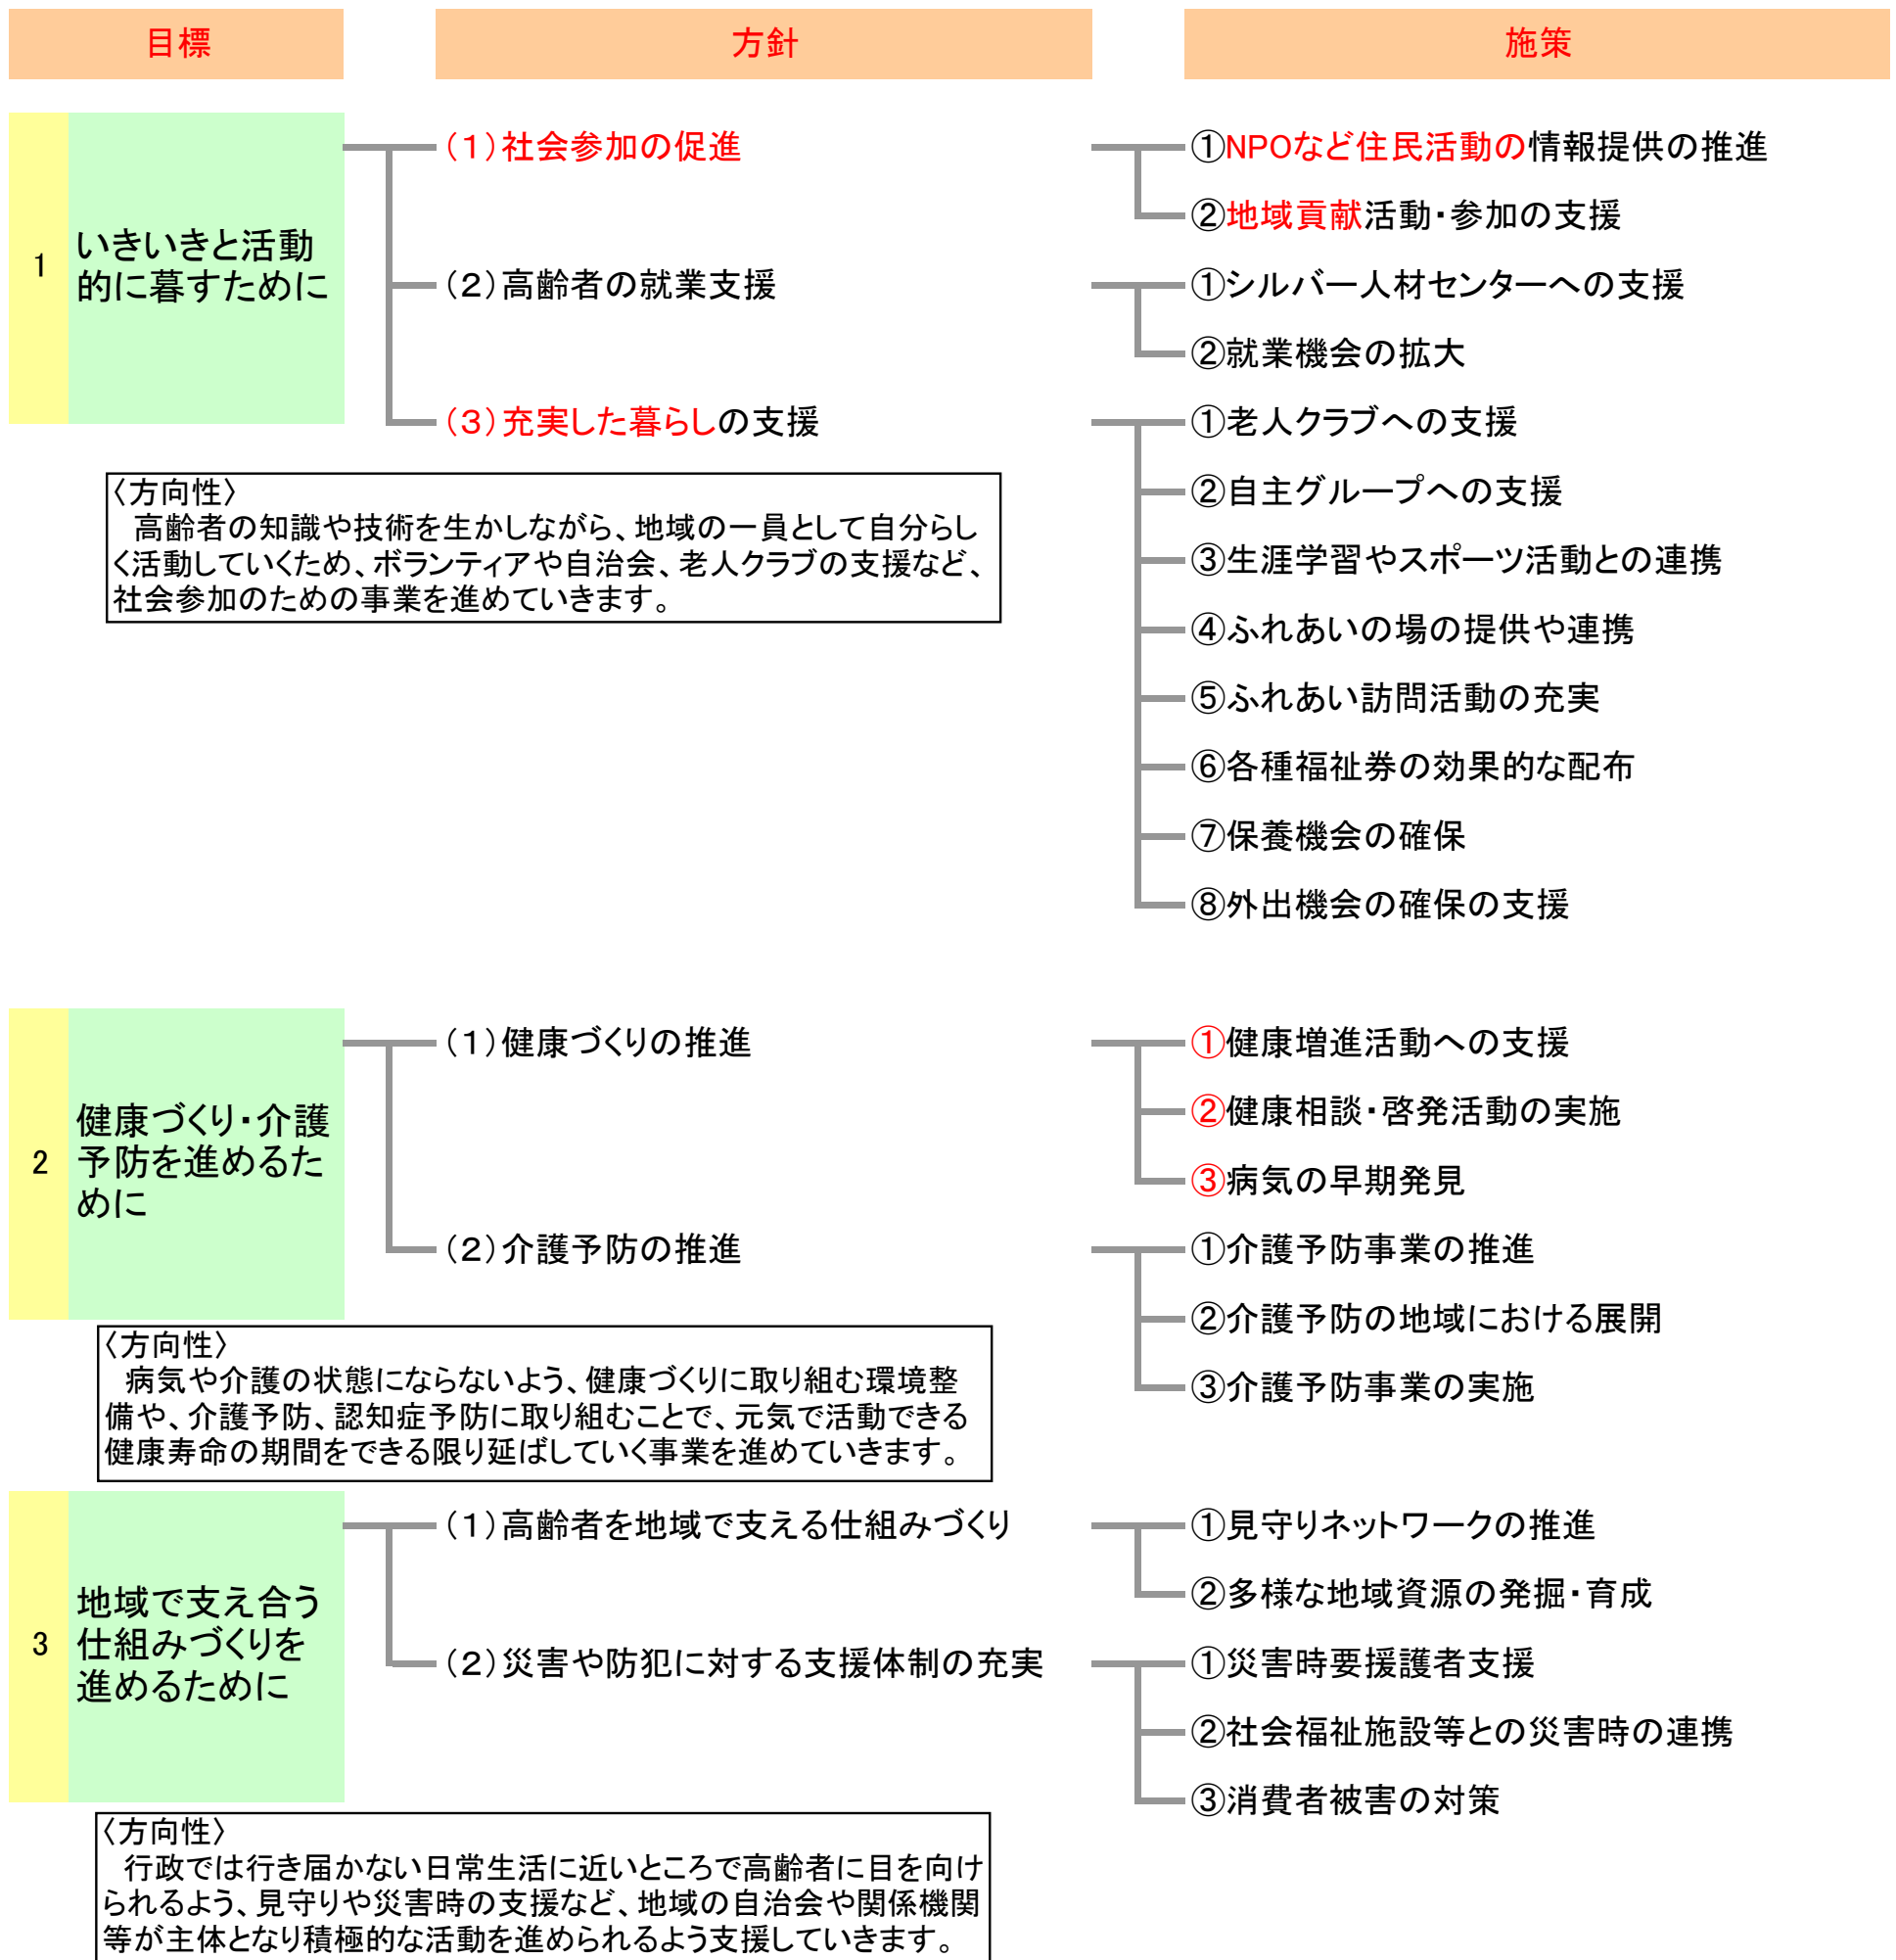 目標
方針
施策
1
いきいきと活動
的に暮すために
（1）社会参加の促進
①NPOなど住民活動の情報提供の推進
②地域貢献活動・参加の支援
（2）高齢者の就業支援
①シルバー人材センターへの支援
②就業機会の拡大
（3）充実した暮らしの支援
①老人クラブへの支援
②自主グループへの支援
③生涯学習やスポーツ活動との連携
④ふれあいの場の提供や連携
⑤ふれあい訪問活動の充実
⑥各種福祉券の効果的な配布
⑦保養機会の確保
⑧外出機会の確保の支援
〈方向性〉
高齢者の知識や技術を生かしながら、地域の一員として自分らし
く活動していくため、ボランティアや自治会、老人クラブの支援など、
社会参加のための事業を進めていきます。
2
健康づくり・介護
予防を進めるた
めに
（1）健康づくりの推進
①健康増進活動への支援
②健康相談・啓発活動の実施
③病気の早期発見
（2）介護予防の推進
①介護予防事業の推進
②介護予防の地域における展開
③介護予防事業の実施
〈方向性〉
病気や介護の状態にならないよう、健康づくりに取り組む環境整
備や、介護予防、認知症予防に取り組むことで、元気で活動できる
健康寿命の期間をできる限り延ばしていく事業を進めていきます。
3
地域で支え合う
仕組みづくりを
進めるために
（1）高齢者を地域で支える仕組みづくり
①見守りネットワークの推進
②多様な地域資源の発掘・育成
（2）災害や防犯に対する支援体制の充実
①災害時要援護者支援
②社会福祉施設等との災害時の連携
③消費者被害の対策
〈方向性〉
行政では行き届かない日常生活に近いところで高齢者に目を向け
られるよう、見守りや災害時の支援など、地域の自治会や関係機関
等が主体となり積極的な活動を進められるよう支援していきます。